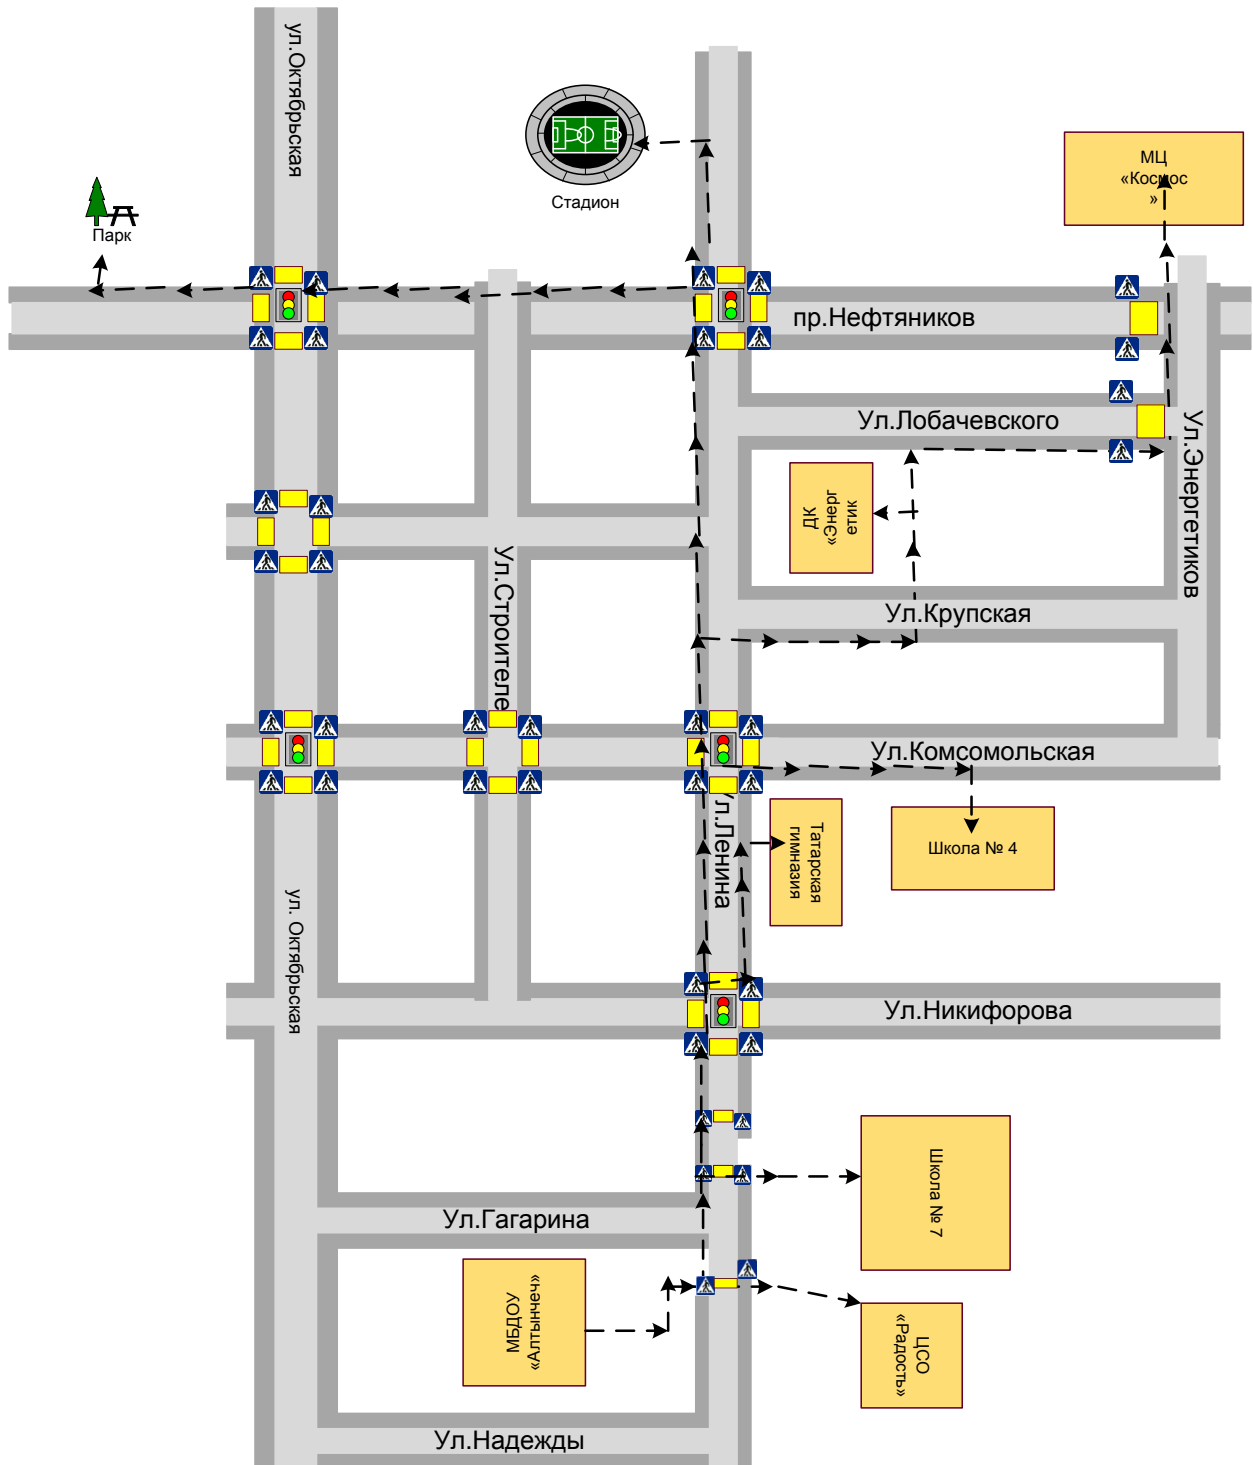 ул.Октябрьская
Стадион
МЦ
«Космос
»
Парк
пр.Нефтяников
Ул.Лобачевского
Ул.Энергетиков
ДК
«Энерг
етик
Ул.Строителе
Ул.Крупская
Ул.Комсомольская
Ул.Ленина
Татарская
гимназия
Школа № 4
ул. Октябрьская
Ул.Никифорова
Школа № 7
Ул.Гагарина
МБДОУ
«Алтынчеч»
ЦСО
«Радость»
Ул.Надежды